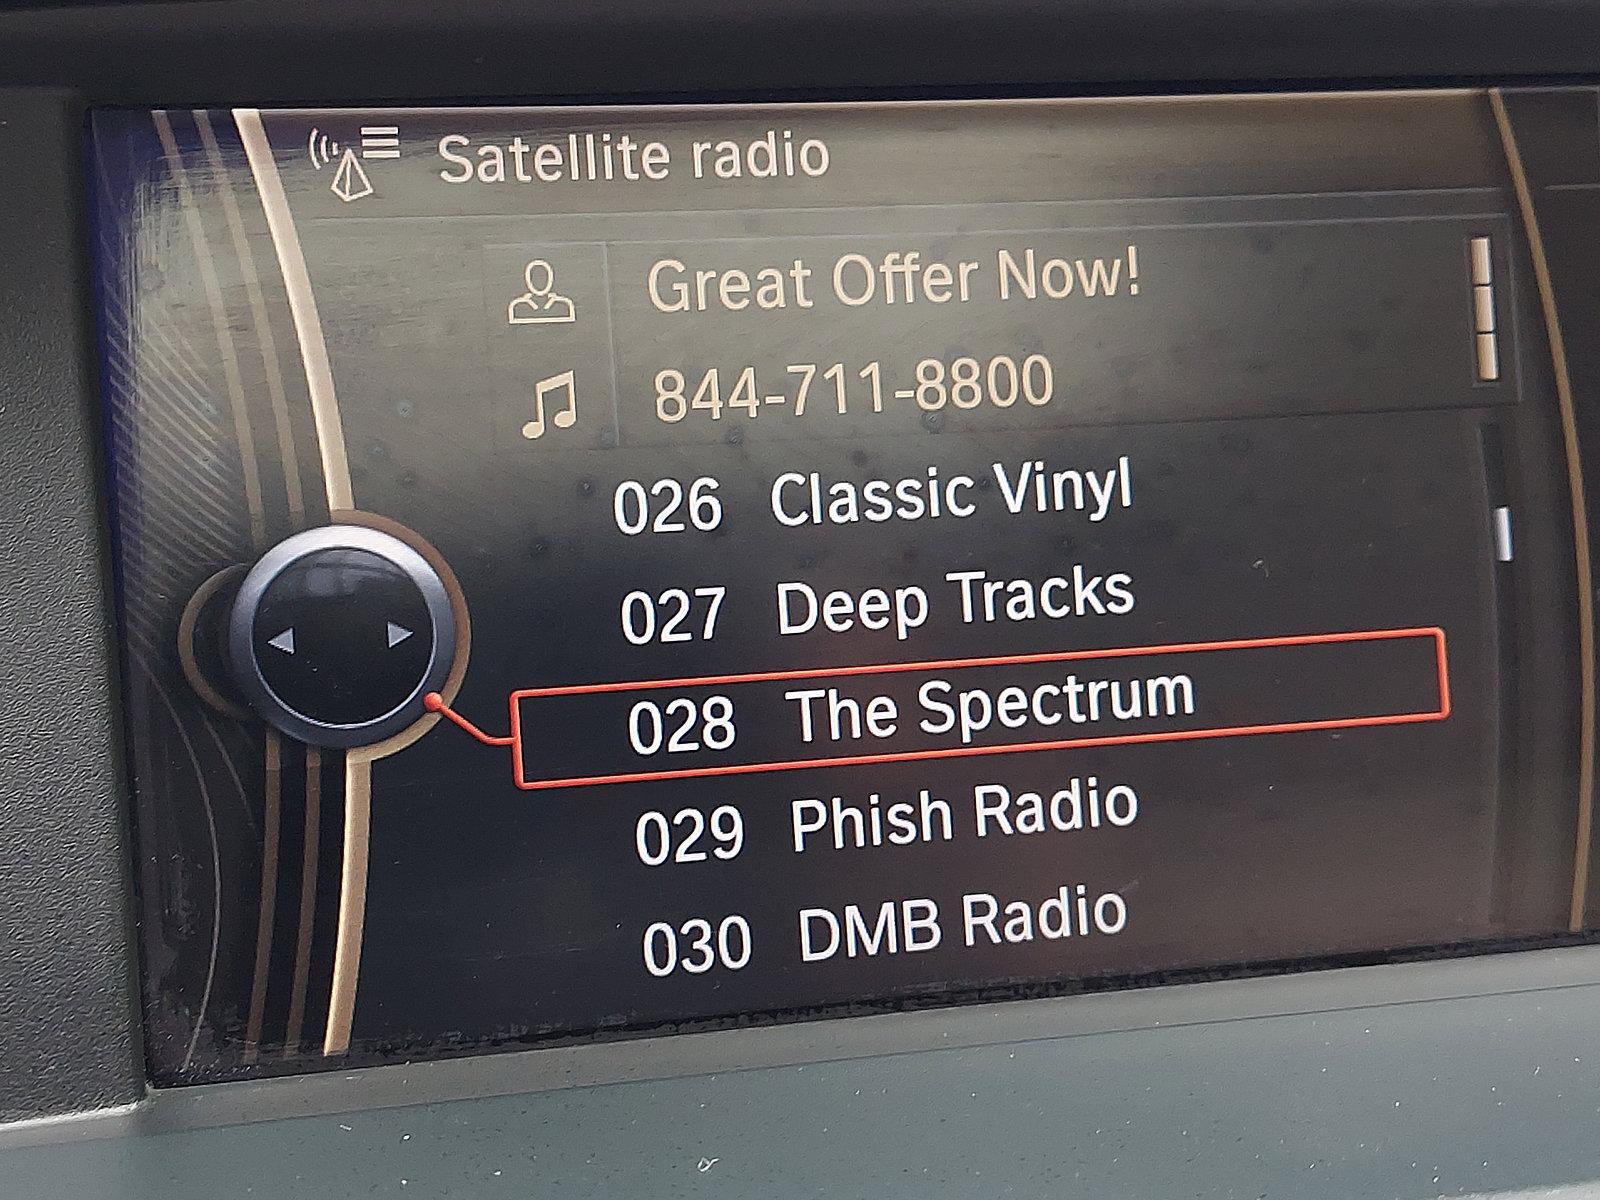 Satellite radio
Great Offer Now!
844-711-8800
026 Classic Vinyl
027 Deep Tracks
028 The Spectrum
029 Phish Radio
030 DMB Radio